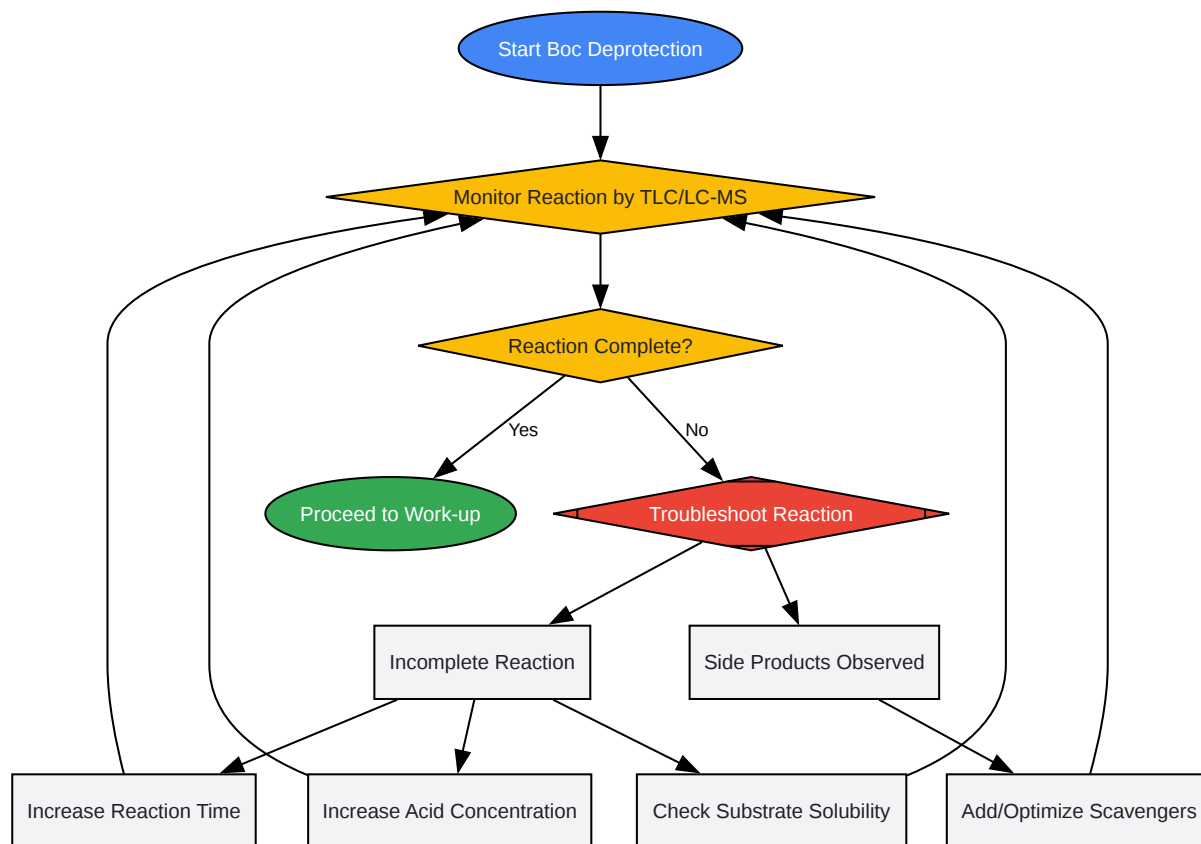 Start Boc Deprotection
Monitor Reaction by TLC/LC-MS
Reaction Complete?
Yes
No
Proceed to Work-up
Troubleshoot Reaction
Incomplete Reaction
Side Products Observed
Increase Reaction Time
Increase Acid Concentration
Check Substrate Solubility
Add/Optimize Scavengers